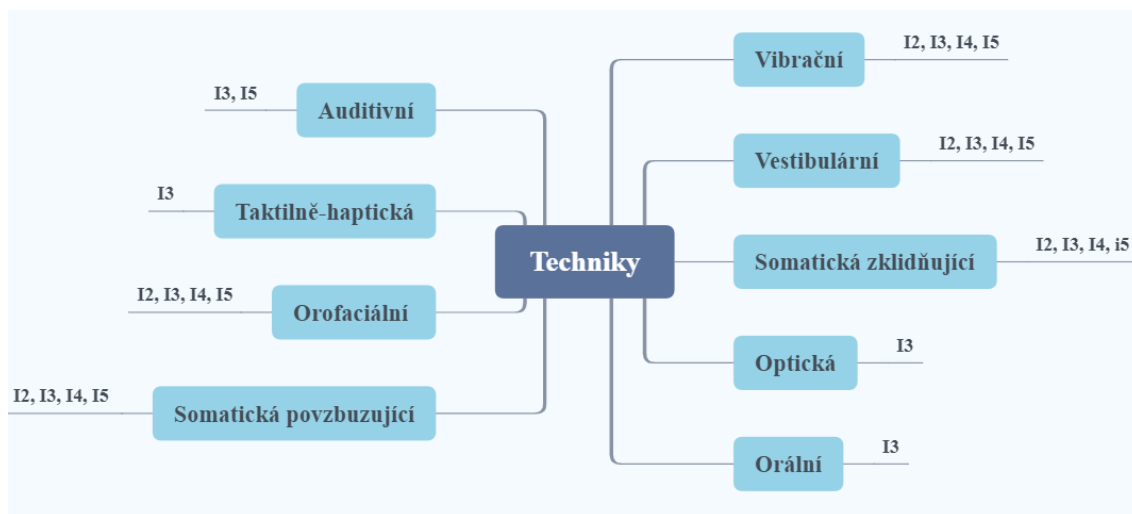 Techniky
Vibrační
I2, I3, I4, I5
Vestibulární
I2, I3, I4, I5
Somatická zklidňující
I2, I3, I4, i5
Optická
I3
Orální
I3
Auditivní
I3, I5
Taktilně-haptická
I3
Orofaciální
I2, I3, I4, I5
Somatická povzbuzující
I2, I3, I4, I5